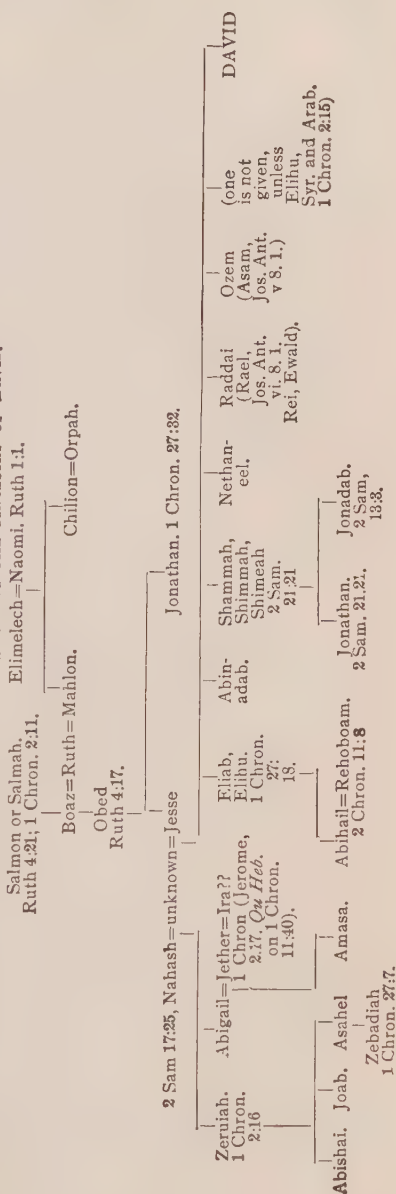 Salmon or Salmah.
Ruth 4:21; 1 Chron. 2:11.
Elimelech=Naomi. Ruth 1:1.
Boaz=Ruth=Mahlon.
Chilion=Orpah.
Obed
Ruth 4:17.
2 Sam 17:25, Nahash=unknown=Jesse
Jonathan. 1 Chron. 27:32.
Zeruiah.
1 Chron.
2:16
Abigail=Jether=Ira??
1 Chron (Jerome,
2:17. Qu Heb.
on 1 Chron.
11:40).
Eliab,
Elihu.
1 Chron.
27:
18.
Abin-
adab.
Shammah,
Shimmah,
Shimeah
2 Sam.
21:21
Nethan-
eel.
Raddai
(Rael,
Jos. Ant.
vi. 8. 1.
Rei, Ewald).
Ozem
(Asam,
Jos. Ant.
v 8. 1.)
(one
is not
given,
unless
Elihu,
Syr. and Arab.
1 Chron. 2:15)
DAVID
Abishai.
Joab.
Asahel
Amasa.
Abihail=Rehoboam.
2 Chron. 11:8
Jonathan.
2 Sam. 21.21.
Jonadab.
2 Sam,
13:3.
Zebadiah
1 Chron. 27:7.